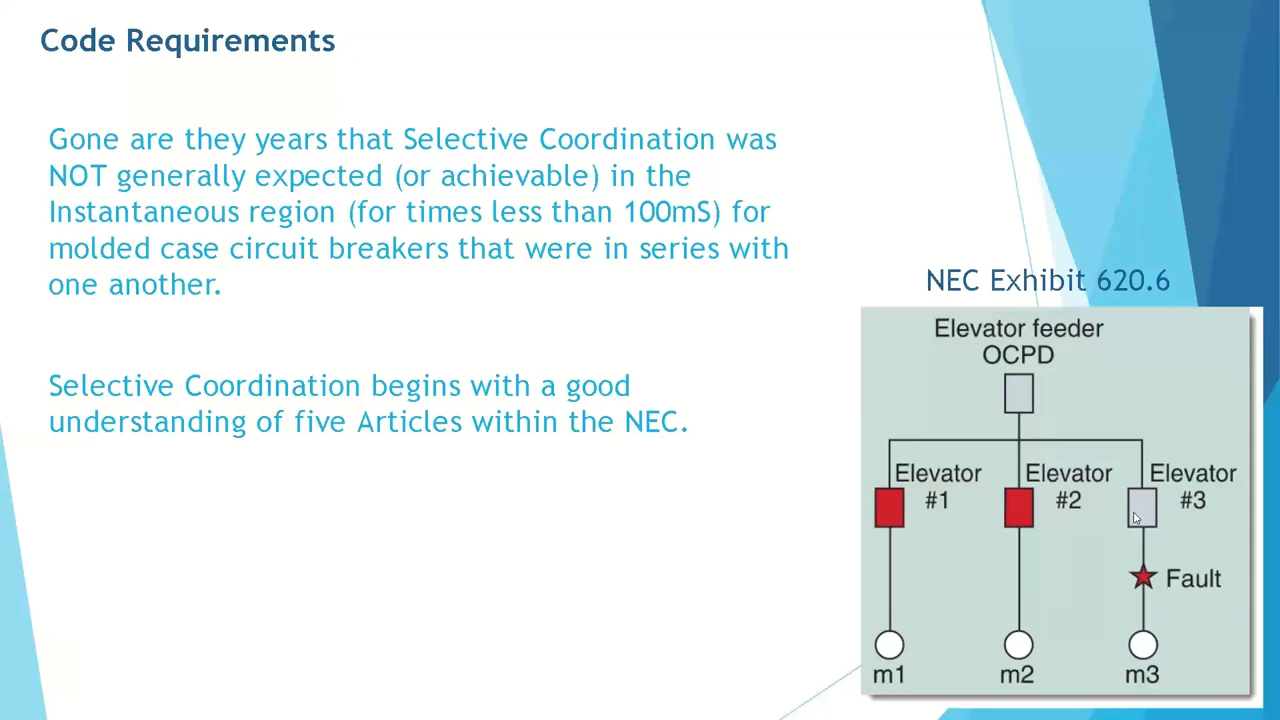 Code Requirements
Gone are they years that Selective Coordination was
NOT generally expected (or achievable) in the
Instantaneous region (for times less than 100mS) for
molded case circuit breakers that were in series with
one another.
Selective Coordination begins with a good
understanding of five Articles within the NEC.
NEC Exhibit 620.6
Elevator feeder
OCPD
Elevator
#1
Elevator
#2
Elevator
#3
Fault
m1
m2
m3